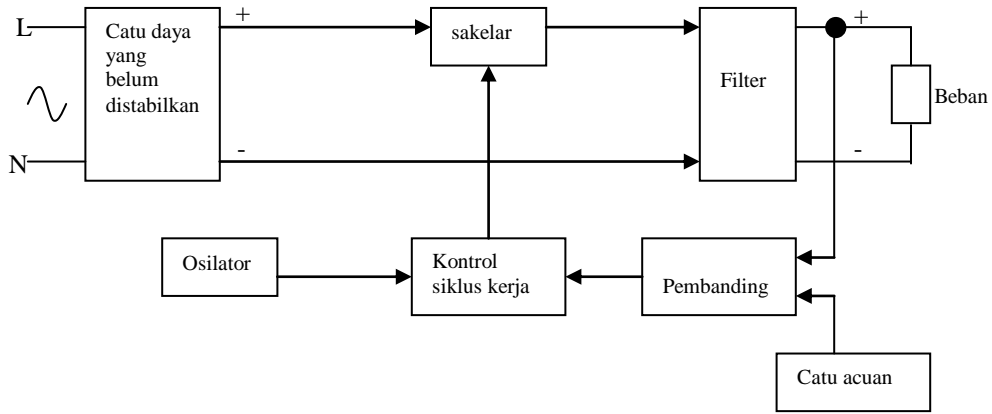 L
Catu daya
yang
belum
distabilkan
+
sakelar
Filter
+
Beban
N
-
-
Osilator
Kontrol
siklus kerja
Pembanding
Catu acuan